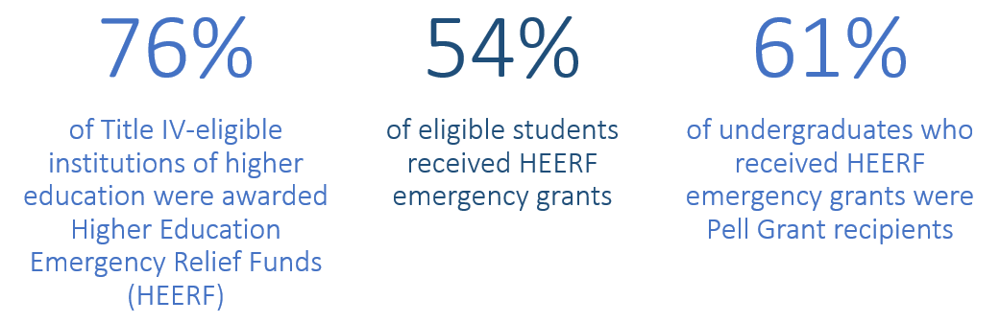 76%
of Title IV-eligible
institutions of higher
education were awarded
Higher Education
Emergency Relief Funds
(HEERF)
54%
of eligible students
received HEERF
emergency grants
61%
of undergraduates who
received HEERF
emergency grants were
Pell Grant recipients